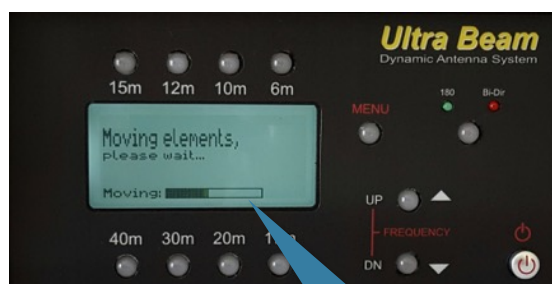 Ultra Beam
Dynamic Antenna System
15m 12m 10m 6m
180 Bi-Dir
MENU
Moving elements,
please wait...
Moving:
UP
FREQUENCY
DN
40m 30m 20m